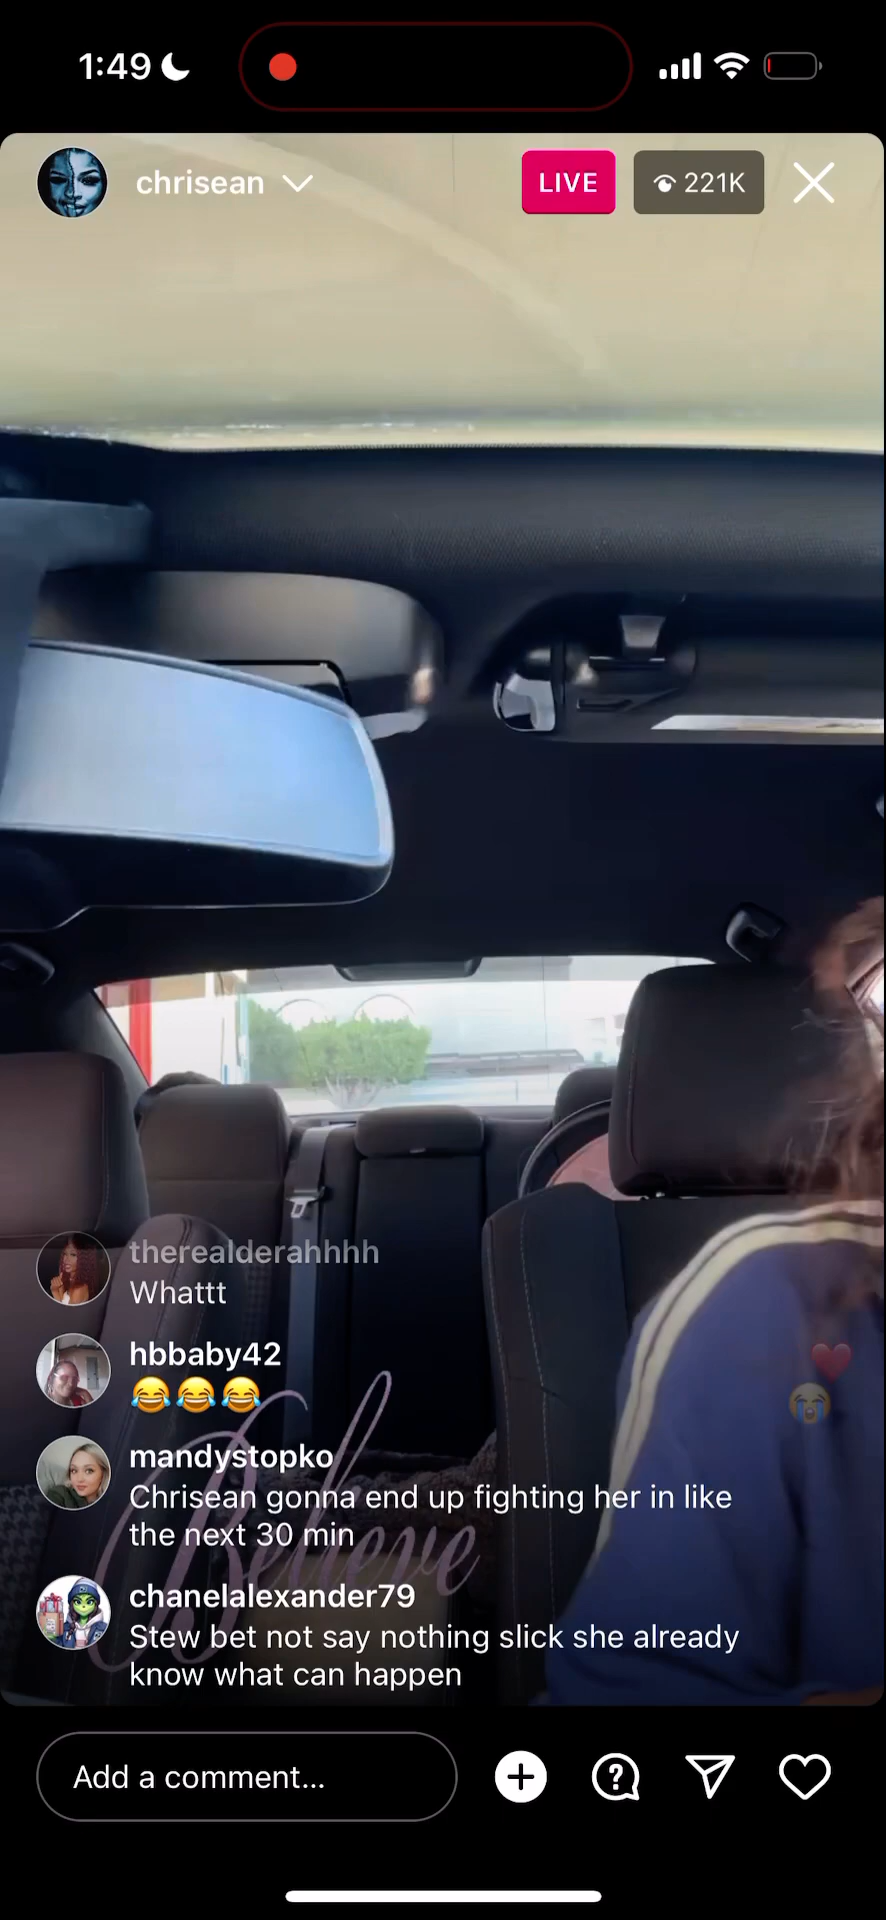 1:49
chrisean
LIVE
221K
therealderahhhh
Whattt
hbbaby42
😂😂😂
mandystopko
Chrisean gonna end up fighting her in like
the next 30 min
Believe
chanelalexander79
Stew bet not say nothing slick she already
know what can happen
Add a comment...